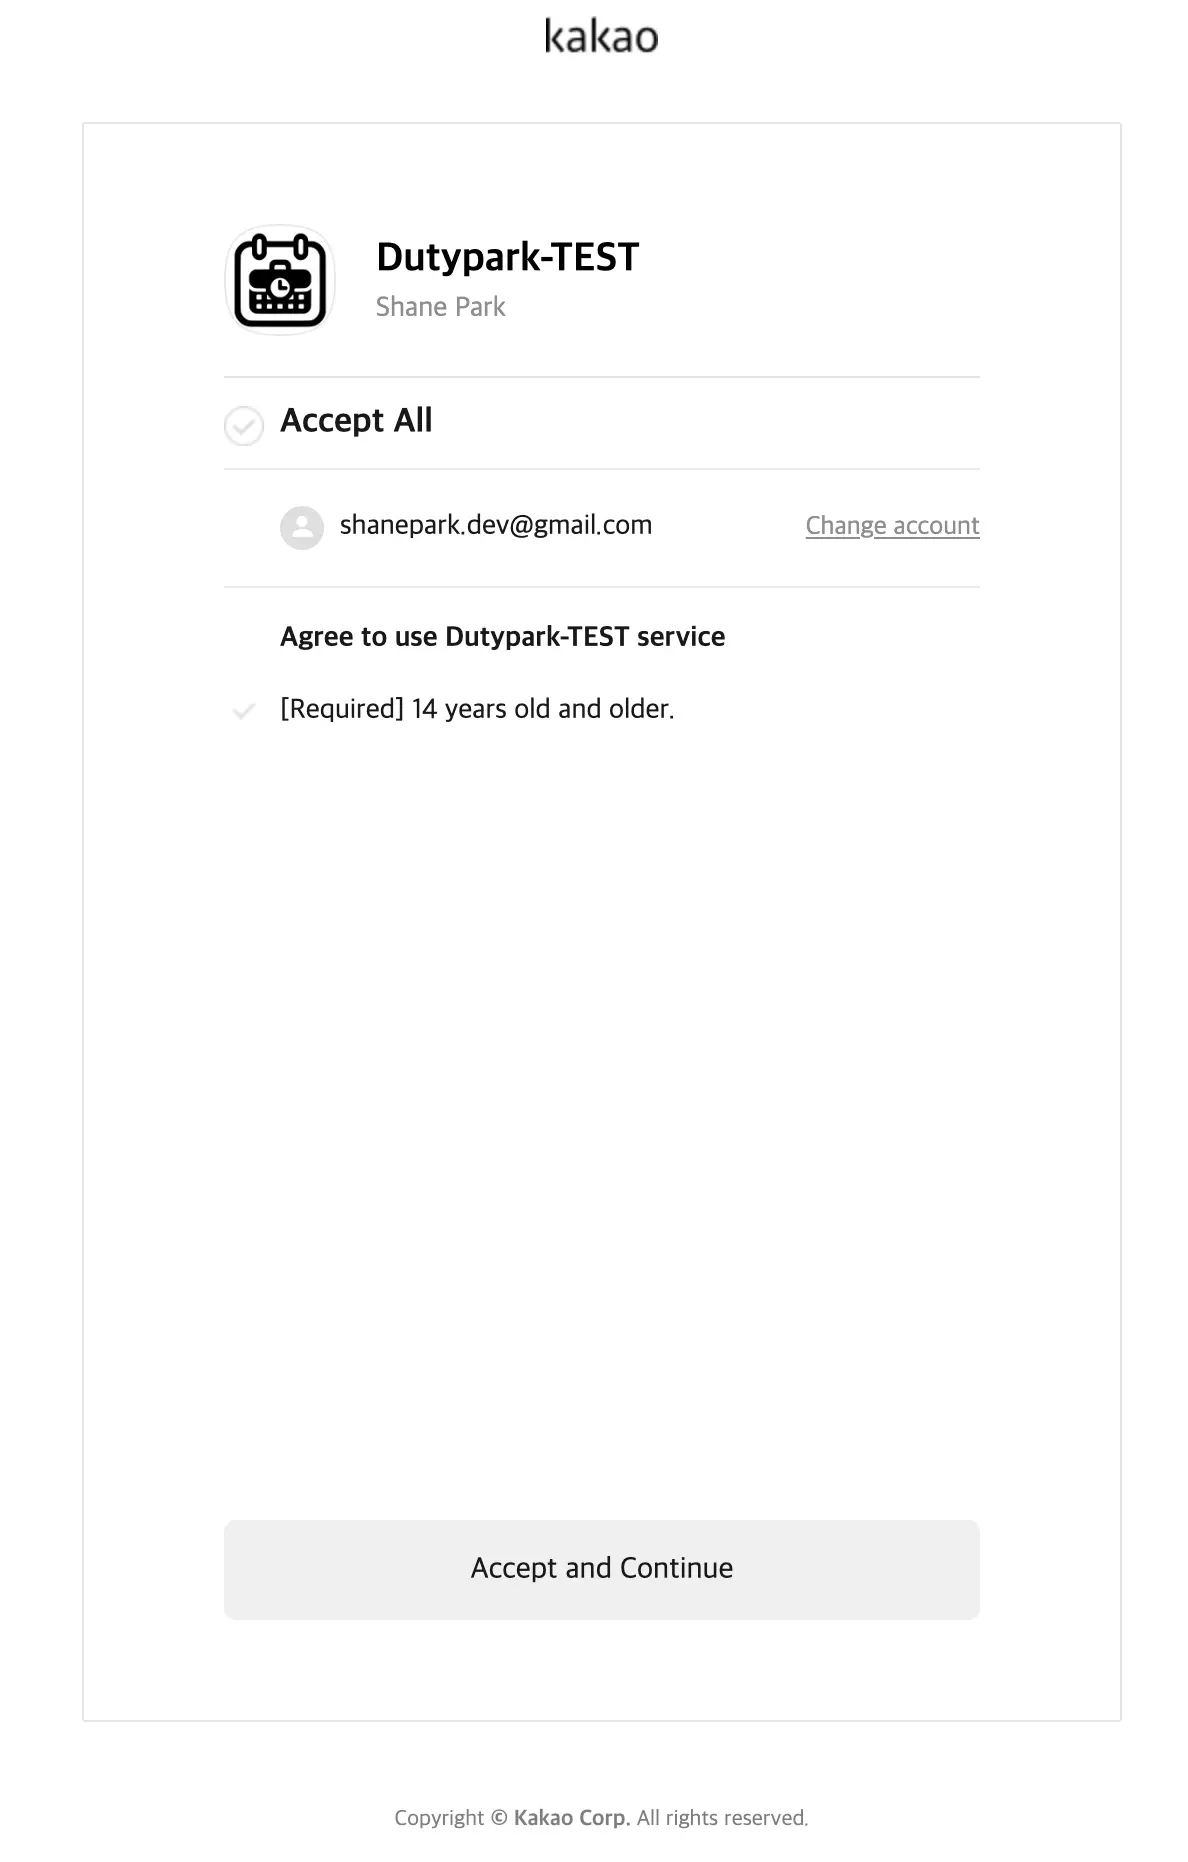 kakao
Dutypark-TEST
Shane Park
Accept All
shanepark.dev@gmail.com Change account
Agree to use Dutypark-TEST service
[Required] 14 years old and older.
Accept and Continue
Copyright © Kakao Corp. All rights reserved.